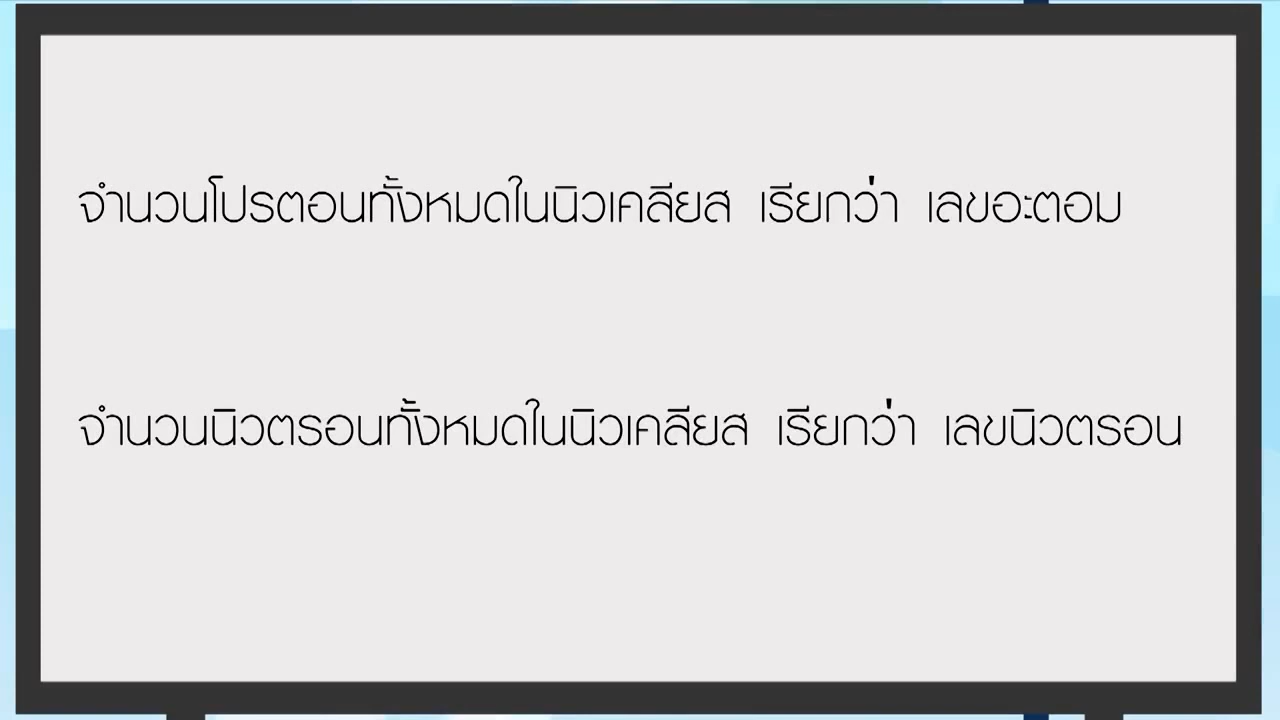 จำนวนโปรตอนทั้งหมดในนิวเคลียส เรียกว่า เลขอะตอม
จำนวนนิวตรอนทั้งหมดในนิวเคลียส เรียกว่า เลขนิวตรอน